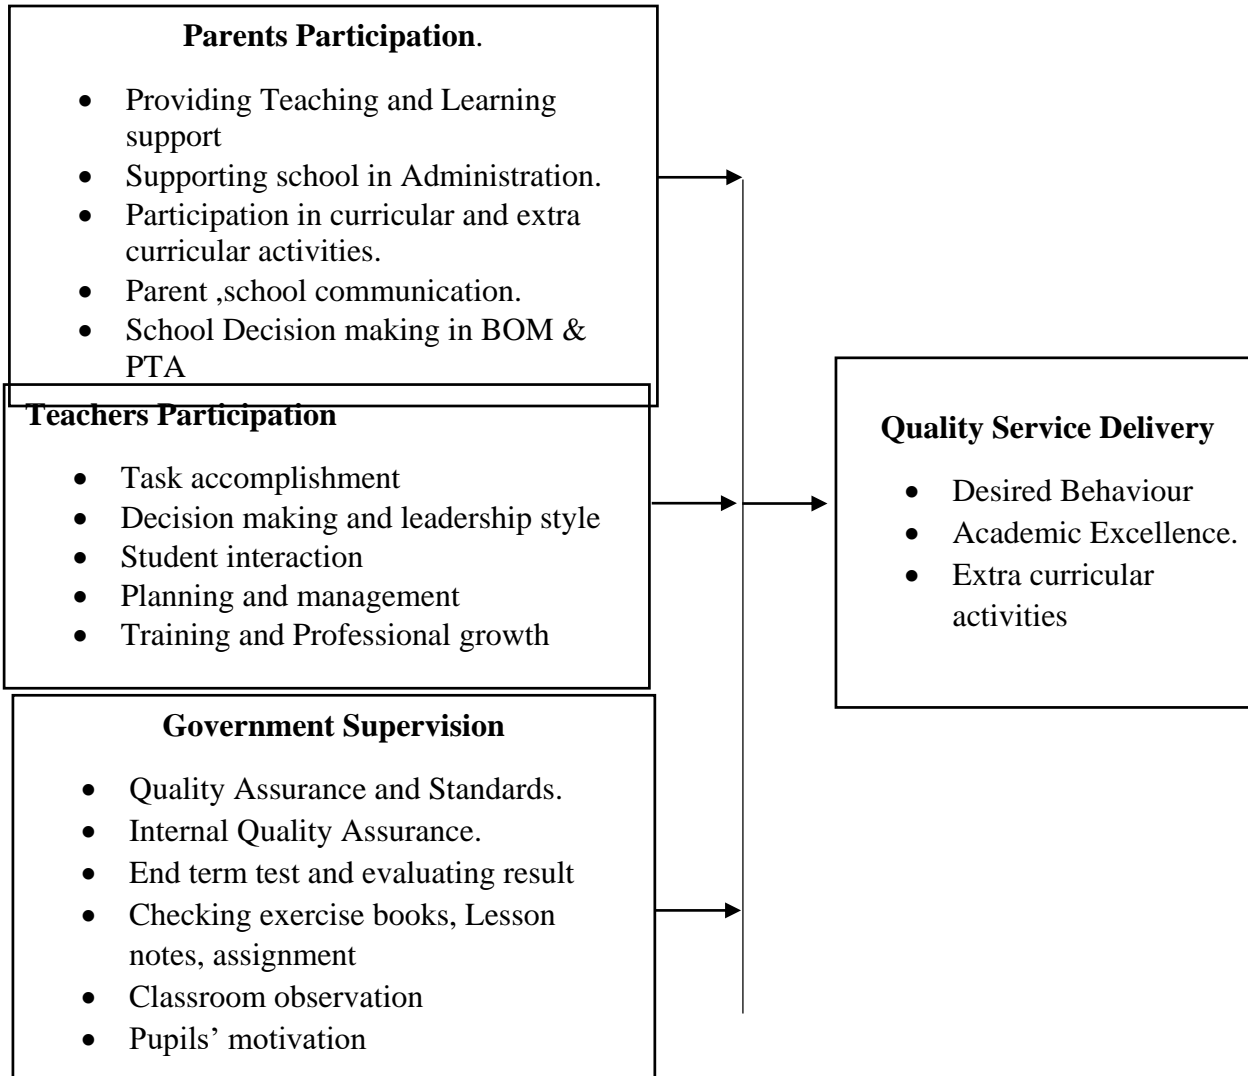 Parents Participation.
• Providing Teaching and Learning
support
• Supporting school in Administration.
• Participation in curricular and extra
curricular activities.
• Parent ,school communication.
• School Decision making in BOM &
PTA
Teachers Participation
• Task accomplishment
• Decision making and leadership style
• Student interaction
• Planning and management
• Training and Professional growth
Government Supervision
• Quality Assurance and Standards.
• Internal Quality Assurance.
• End term test and evaluating result
• Checking exercise books, Lesson
notes, assignment
• Classroom observation
• Pupils’ motivation
Quality Service Delivery
• Desired Behaviour
• Academic Excellence.
• Extra curricular
activities